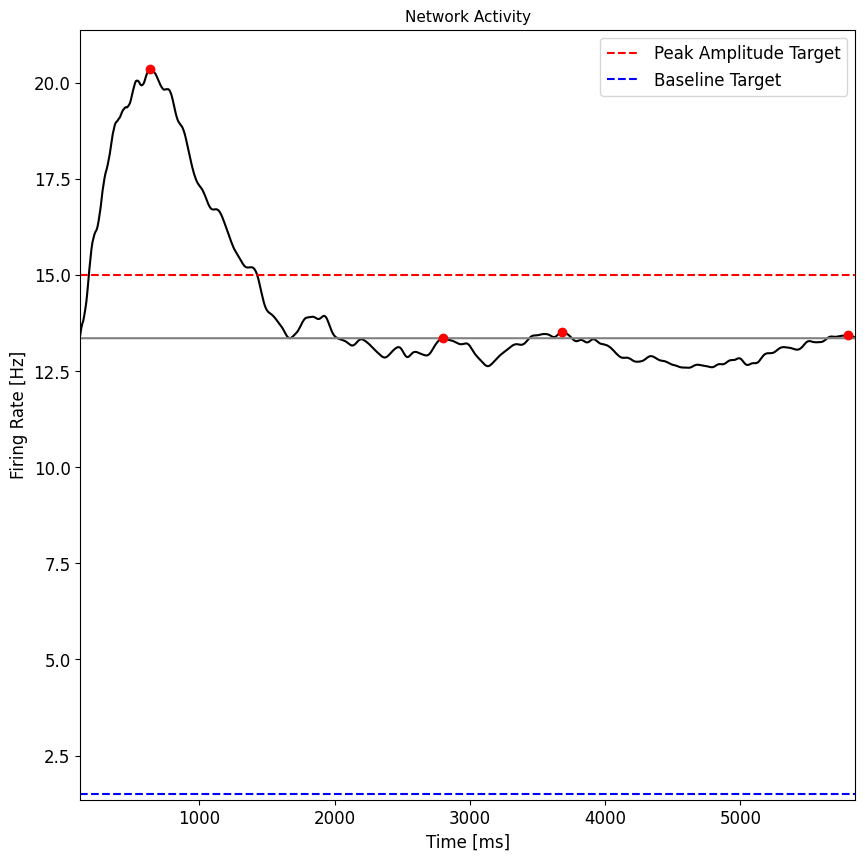 Network Activity
Peak Amplitude Target
Baseline Target
20.0
17.5
15.0
12.5
10.0
7.5
5.0
2.5
Firing Rate [Hz]
1000 2000 3000 4000 5000
Time [ms]